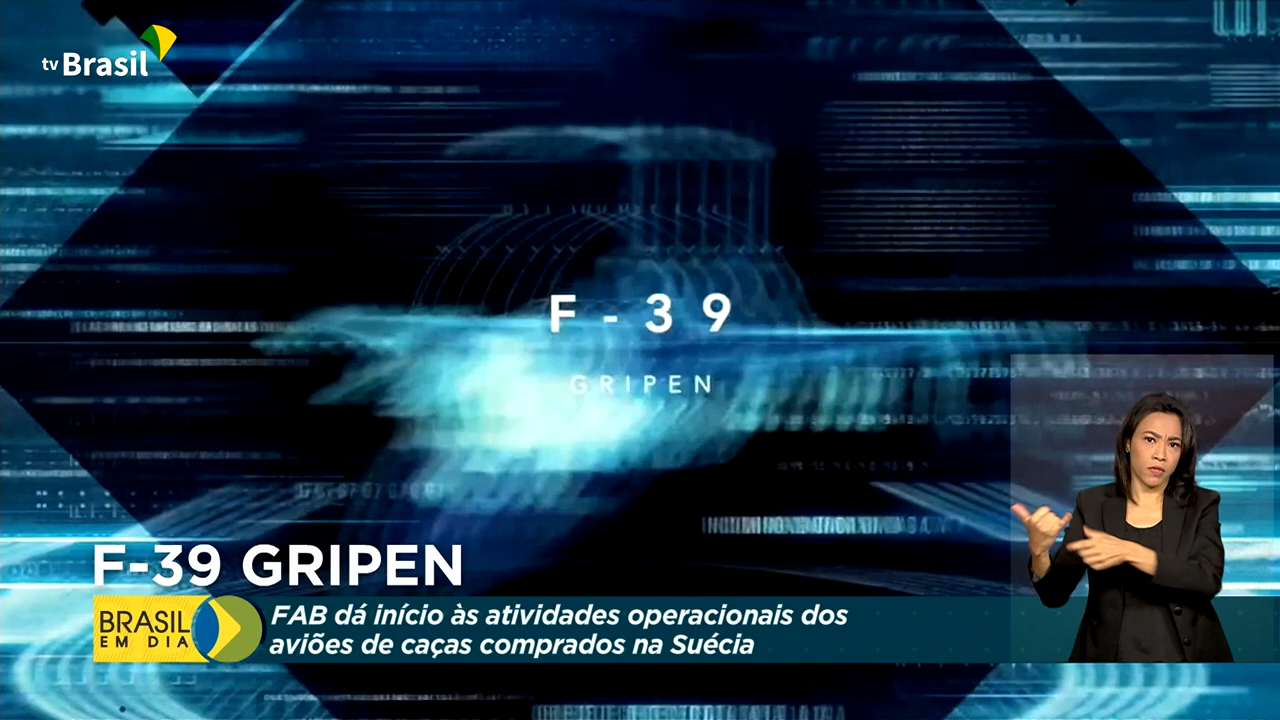 tv Brasil
F-39
GRIPEN
F-39 GRIPEN
BRASIL
EM DIA
FAB dá início às atividades operacionais dos
aviões de caças comprados na Suécia